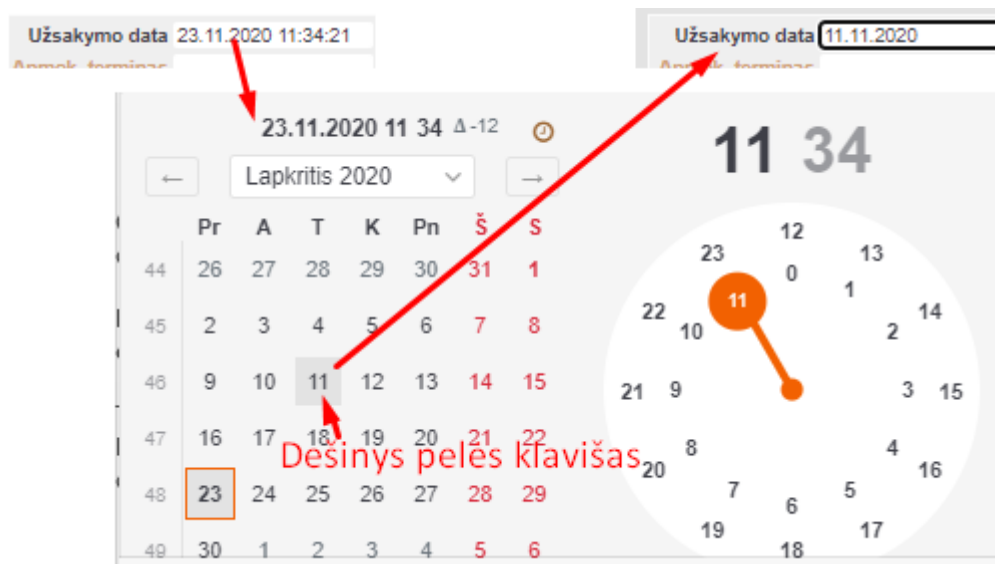 Užsakymo data 23.11.2020 11:34:21
Užsakymo data 11.11.2020
Apmok. terminas
23.11.2020 11 34 Δ -12
← Lapkritis 2020 →
Pr A T K Pn Š S
44 26 27 28 29 30 31 1
45 2 3 4 5 6 7 8
46 9 10 11 12 13 14 15
47 16 17 18 19 20 21 22
48 23 24 25 26 27 28 29
49 30 1 2 3 4 5 6
Dešinys pelės klavišas
11 34
12
23 13
0
11 1
22 14
10 2
21 9 3 15
8 4
20 16
7 5
6
19 17
18